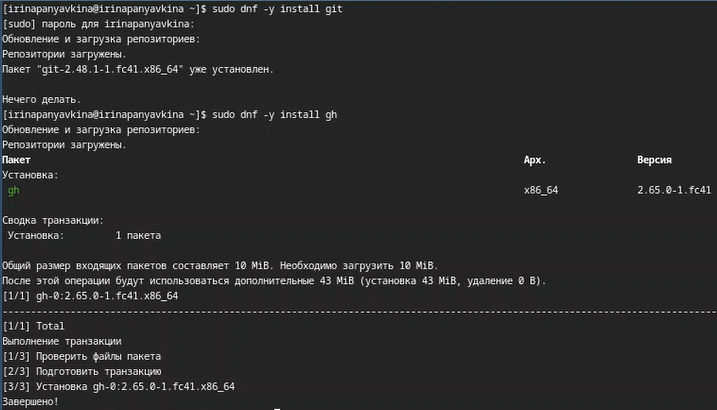 [irinapanyavkina@irinapanyavkina ~]$ sudo dnf -y install git
[sudo] пароль для irinapanyavkina:
Обновление и загрузка репозиториев:
Репозитории загружены.
Пакет "git-2.48.1-1.fc41.x86_64" уже установлен.
Нечего делать.
[irinapanyavkina@irinapanyavkina ~]$ sudo dnf -y install gh
Обновление и загрузка репозиториев:
Репозитории загружены.
Пакет Арх. Версия
Установка:
gh x86_64 2.65.0-1.fc41
Сводка транзакции:
Установка: 1 пакета
Общий размер входящих пакетов составляет 10 MiB. Необходимо загрузить 10 MiB.
После этой операции будут использоваться дополнительные 43 MiB (установка 43 MiB, удаление 0 B).
[1/1] gh-0:2.65.0-1.fc41.x86_64
--------------------------------------------------------------------------------
[1/1] Total
Выполнение транзакции
[1/3] Проверить файлы пакета
[2/3] Подготовить транзакцию
[3/3] Установка gh-0:2.65.0-1.fc41.x86_64
Завершено!